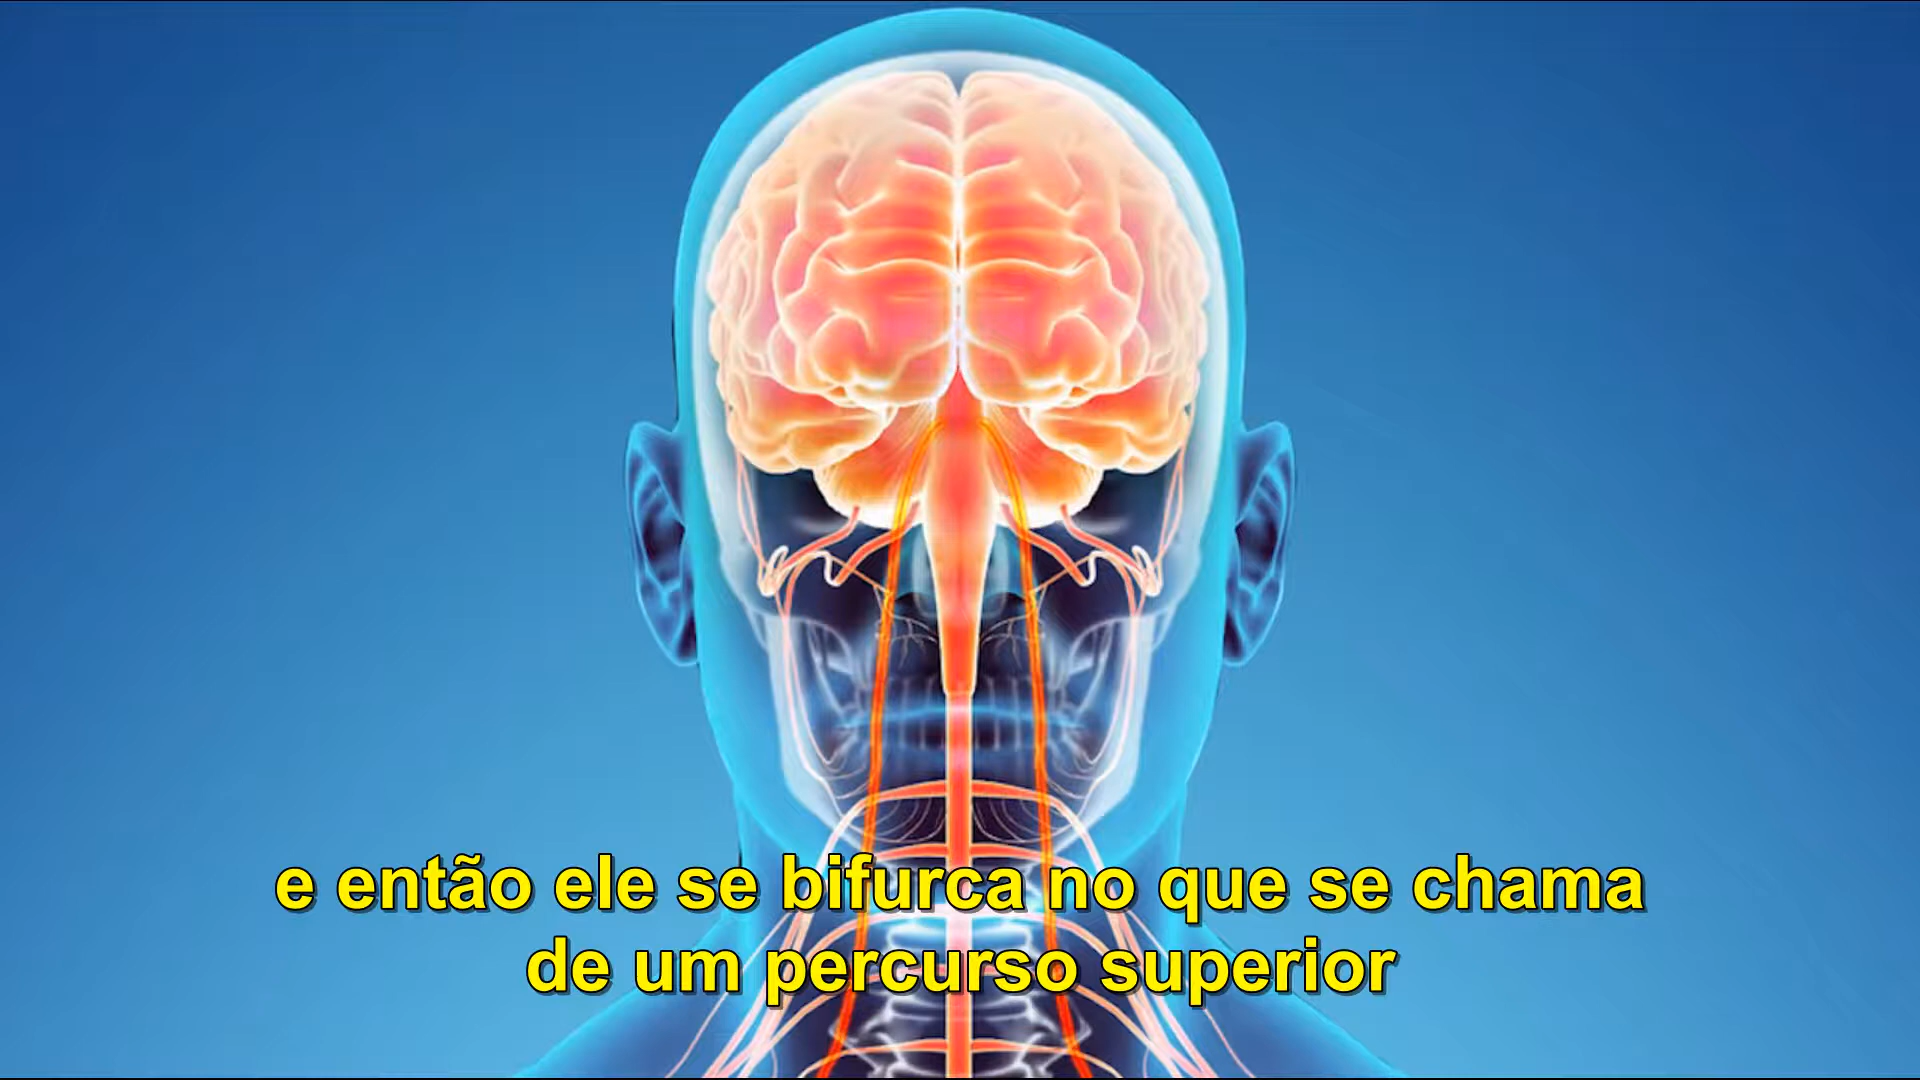 e então ele se bifurca no que se chama
de um percurso superior